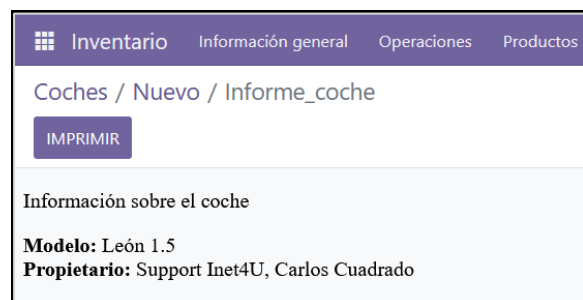 Inventario Información general Operaciones Productos
Coches / Nuevo / Informe_coche
IMPRIMIR
Información sobre el coche
Modelo: León 1.5
Propietario: Support Inet4U, Carlos Cuadrado